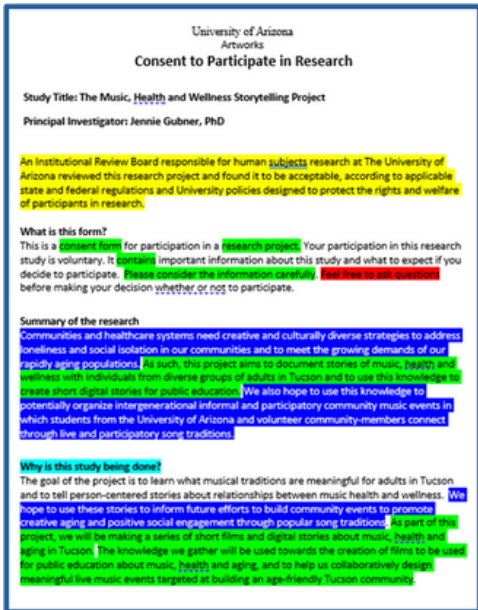 University of Arizona
Artworks
Consent to Participate in Research
Study Title: The Music, Health and Wellness Storytelling Project
Principal Investigator: Jennie Gubner, PhD
An Institutional Review Board responsible for human subjects research at The University of
Arizona reviewed this research project and found it to be acceptable, according to applicable
state and federal regulations and University policies designed to protect the rights and welfare
of participants in research.
What is this form?
This is a consent form for participation in a research project. Your participation in this research
study is voluntary. It contains important information about this study and what to expect if you
decide to participate. Please consider the information carefully. Feel free to ask questions
before making your decision whether or not to participate.
Summary of the research
Communities and healthcare systems need creative and culturally diverse strategies to address
loneliness and social isolation in our communities and to meet the growing demands of our
rapidly aging populations. As such, this project aims to document stories of music, health and
wellness with individuals from diverse groups of adults in Tucson and to use this knowledge to
create short digital stories for public education. We also hope to use this knowledge to
potentially organize intergenerational informal and participatory community music events in
which students from the University of Arizona and volunteer community-members connect
through live and participatory song traditions.
Why is this study being done?
The goal of the project is to learn what musical traditions are meaningful for adults in Tucson
and to tell person-centered stories about relationships between music health and wellness. We
hope to use these stories to inform future efforts to build community events to promote
creative aging and positive social engagement through popular song traditions. As part of this
project, we will be making a series of short films and digital stories about music, health and
aging in Tucson. The knowledge we gather will be used towards the creation of films to be used
for public education about music, health and aging, and to help us collaboratively design
meaningful live music events targeted at building an age-friendly Tucson community.